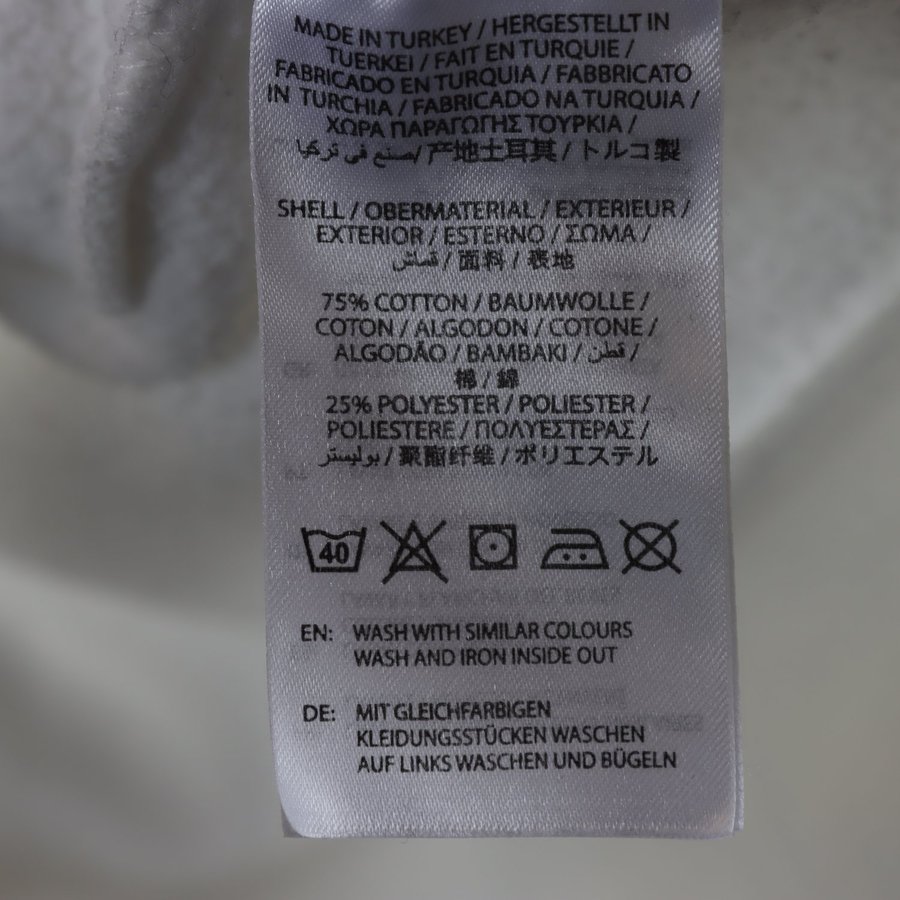 MADE IN TURKEY / HERGESTELLT IN
TUERKEI / FAIT EN TURQUIE /
FABRICADO EN TURQUIA / FABBRICATO
IN TURCHIA / FABRICADO NA TURQUIA /
ΧΩΡΑ ΠΑΡΑΓΩΓΗΣ ΤΟΥΡΚΙΑ /
صنع في تركيا/产地土耳其/トルコ製
SHELL / OBERMATERIAL / EXTERIEUR /
EXTERIOR / ESTERNO / ΣΩΜΑ /
قماش/面料/表地
75% COTTON / BAUMWOLLE /
COTON / ALGODON / COTONE /
ALGODÃO / BAMBAKI / قطن /
棉/錦
25% POLYESTER / POLIESTER /
POLIESTERE / ΠΟΛΥΕΣΤΕΡΑΣ /
بوليستر/聚酯纤维/ポリエステル
40
EN: WASH WITH SIMILAR COLOURS
WASH AND IRON INSIDE OUT
DE: MIT GLEICHFARBIGEN
KLEIDUNGSSTÜCKEN WASCHEN
AUF LINKS WASCHEN UND BÜGELN